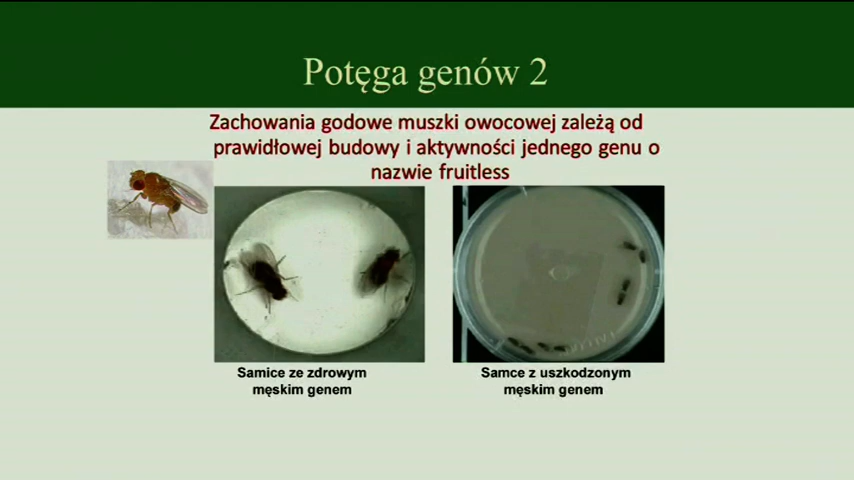 Potęga genów 2
Zachowania godowe muszki owocowej zależą od
prawidłowej budowy i aktywności jednego genu o
nazwie fruitless
Samice ze zdrowym
męskim genem
Samce z uszkodzonym
męskim genem